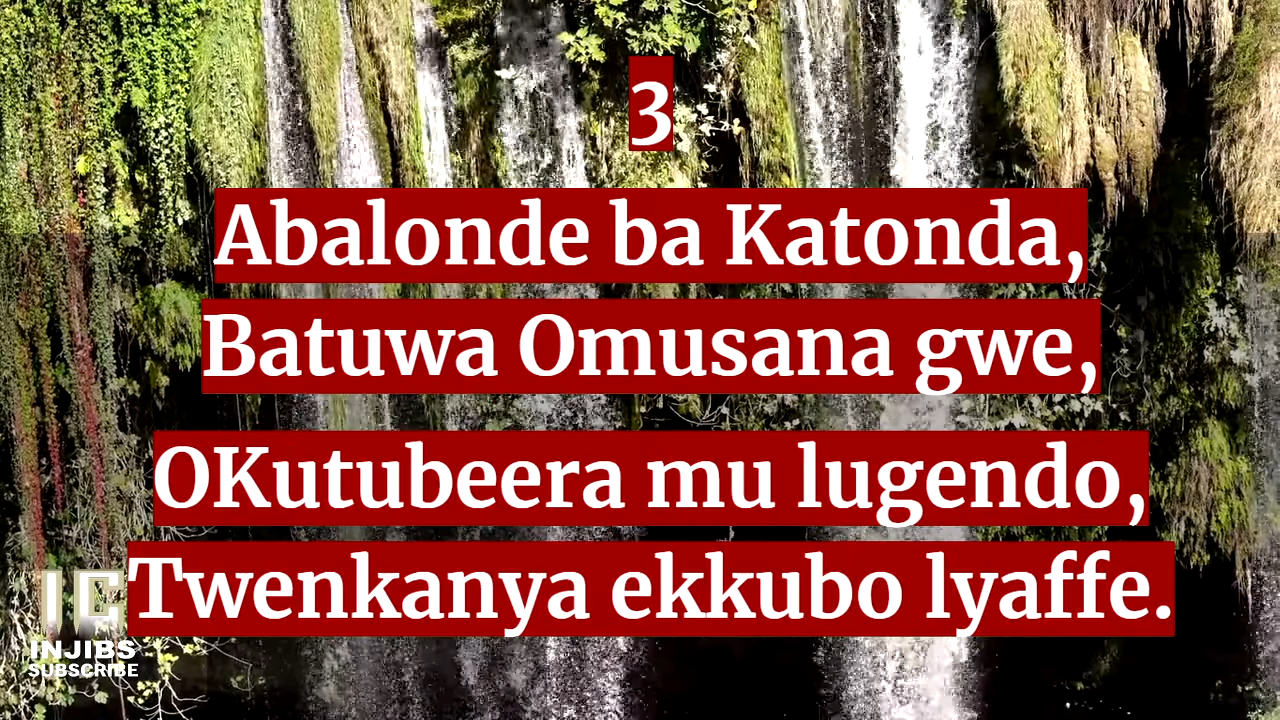 3
Abalonde ba Katonda,
Batuwa Omusana gwe,
OKutubeera mu lugendo,
Twenkanya ekkubo lyaffe.
IC
INJIBS
SUBSCRIBE